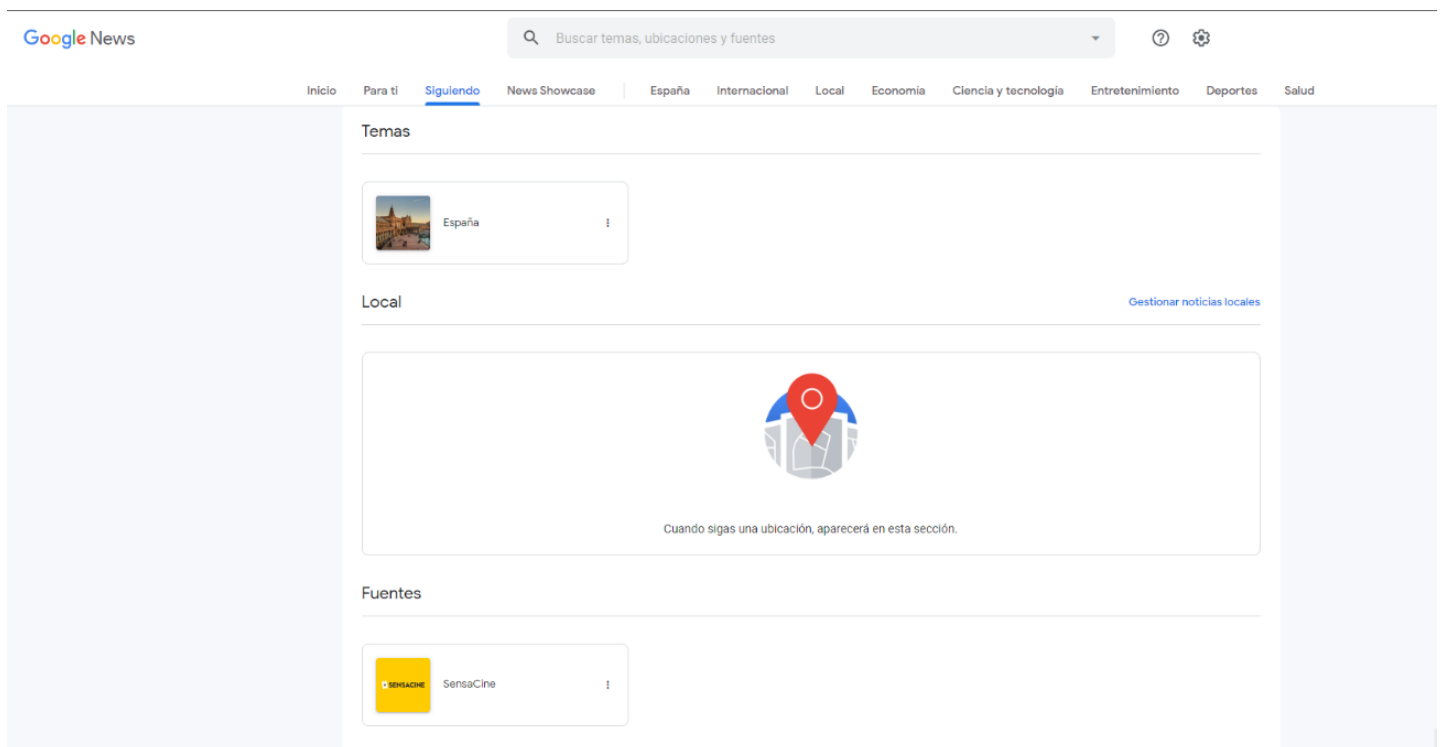 Google News
Buscar temas, ubicaciones y fuentes
Inicio Para ti Siguiendo News Showcase España Internacional Local Economía Ciencia y tecnología Entretenimiento Deportes Salud
Temas
España
Local Gestionar noticias locales
Cuando sigas una ubicación, aparecerá en esta sección.
Fuentes
SENSACINE SensaCine